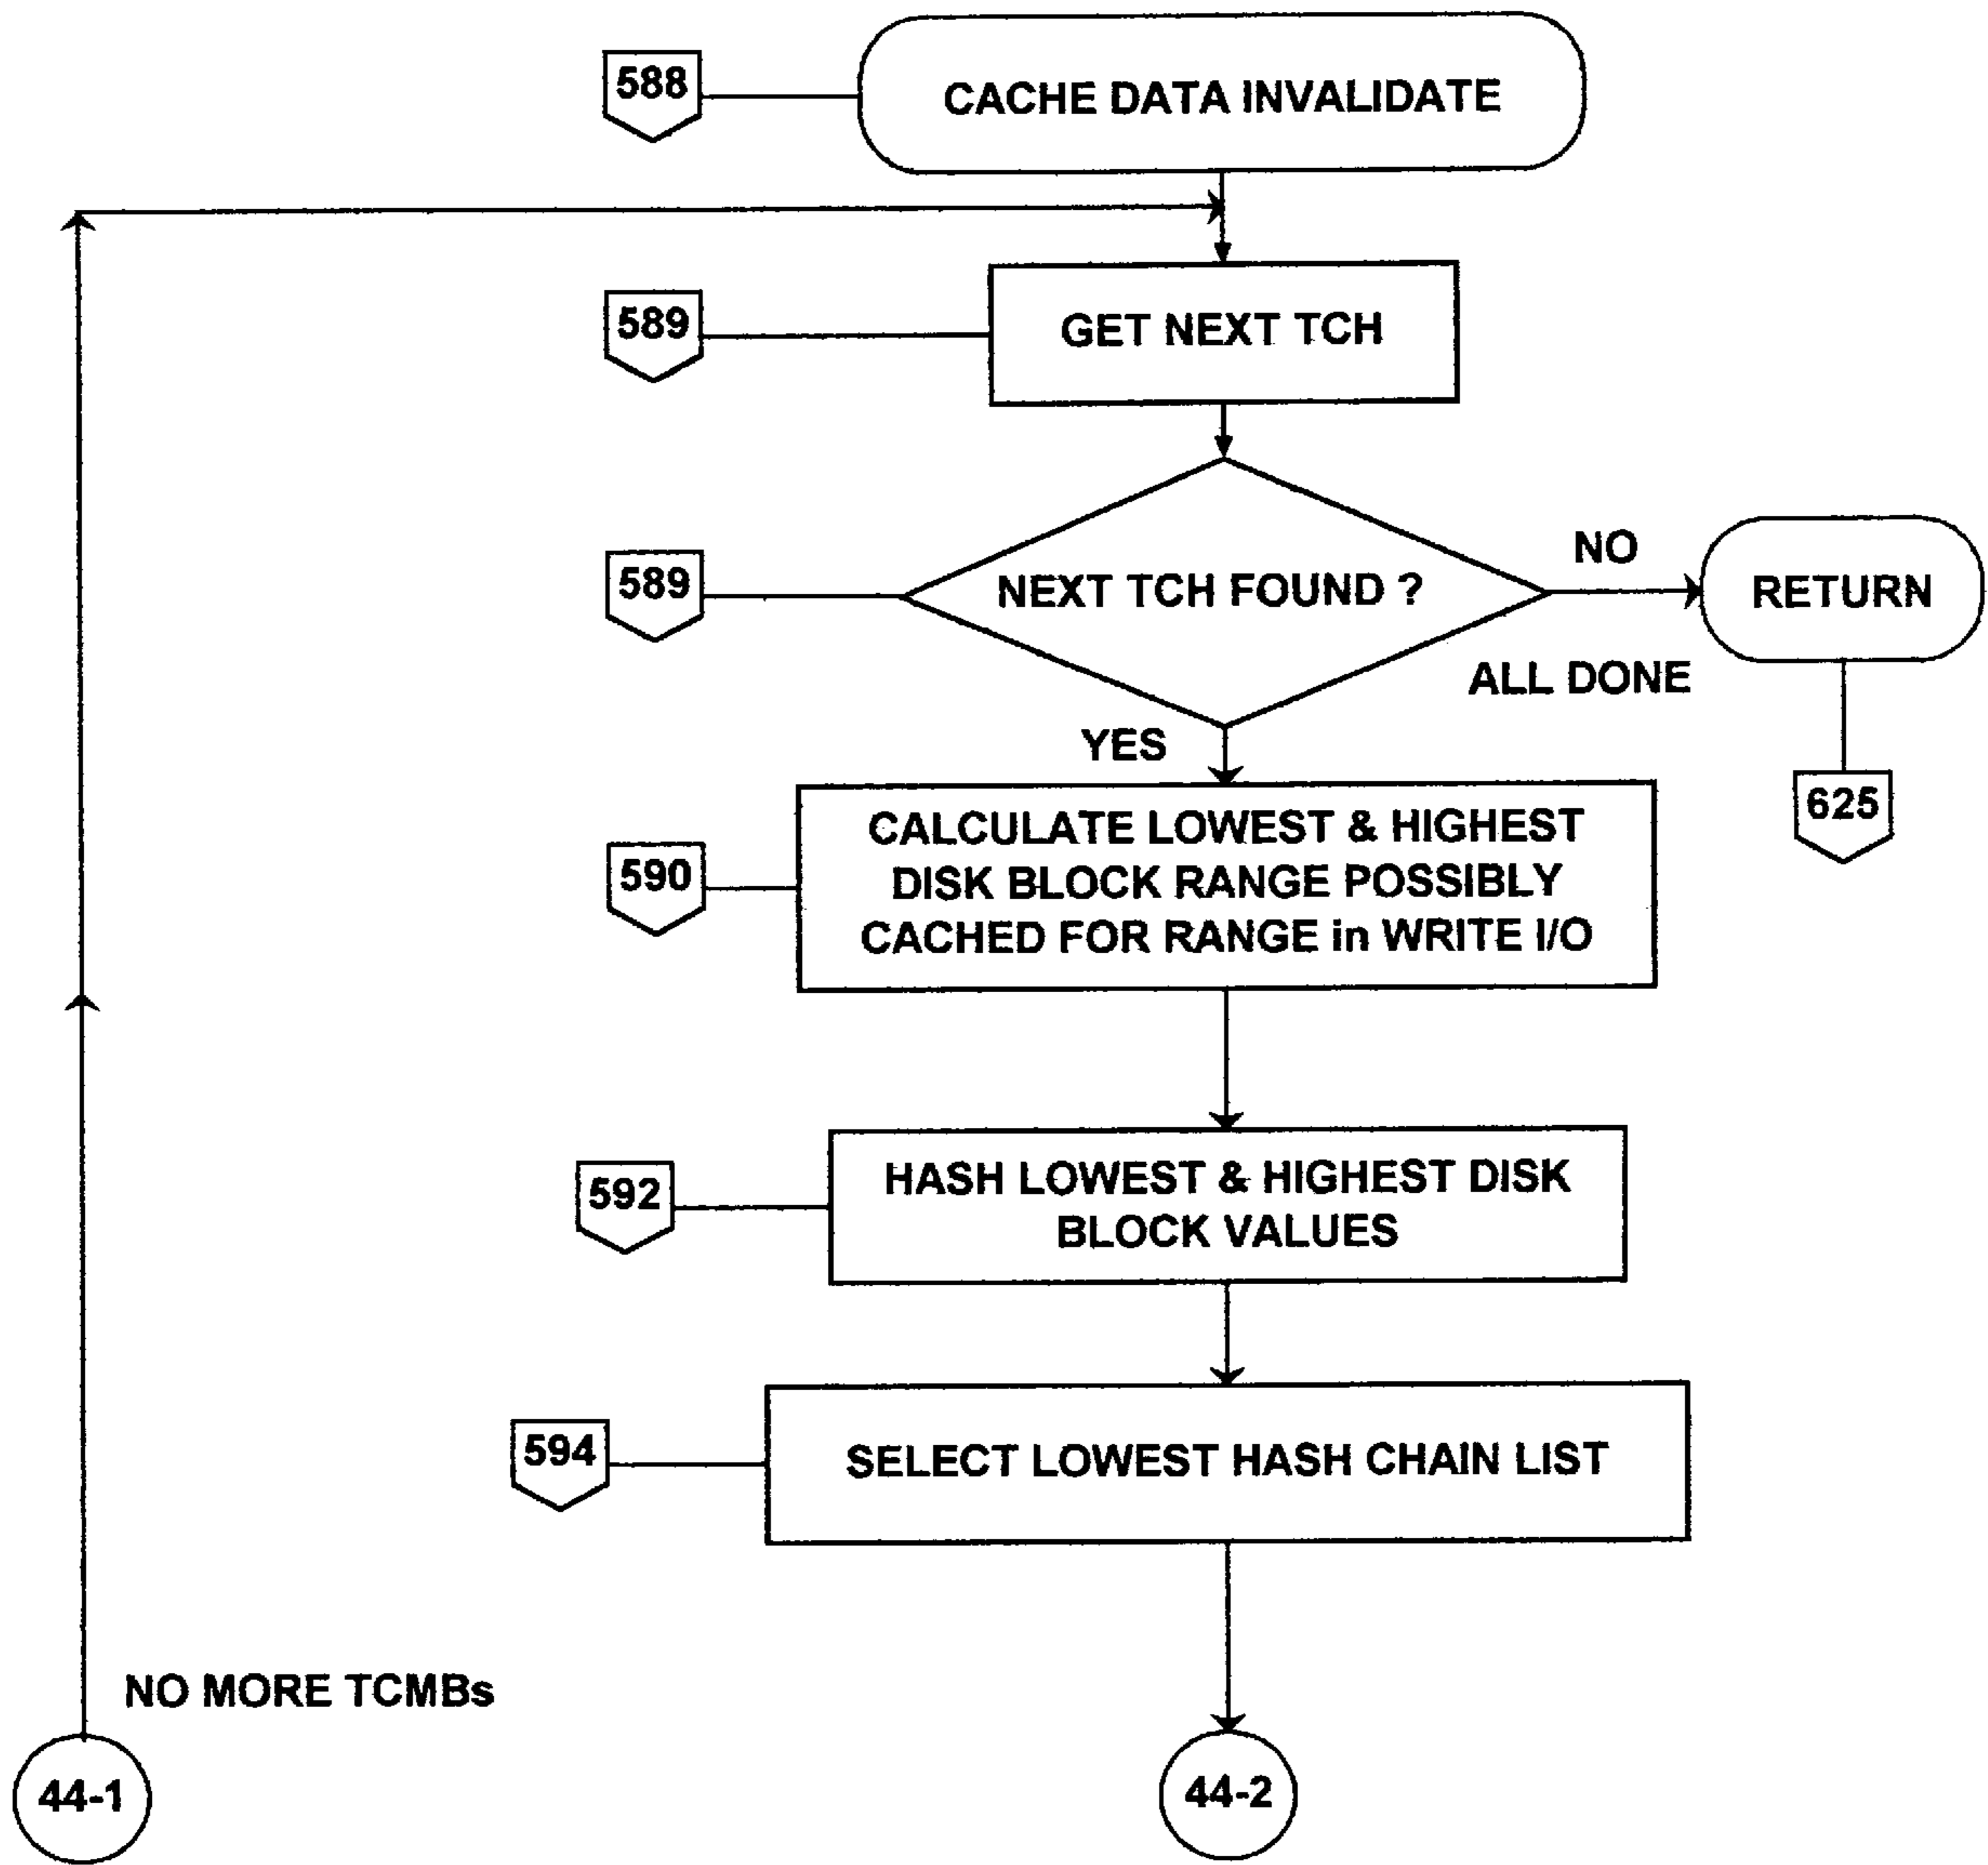 588
CACHE DATA INVALIDATE
589
GET NEXT TCH
589
NEXT TCH FOUND ?
NO
RETURN
ALL DONE
YES
625
590
CALCULATE LOWEST & HIGHEST
DISK BLOCK RANGE POSSIBLY
CACHED FOR RANGE in WRITE I/O
592
HASH LOWEST & HIGHEST DISK
BLOCK VALUES
594
SELECT LOWEST HASH CHAIN LIST
NO MORE TCMBs
44-1
44-2